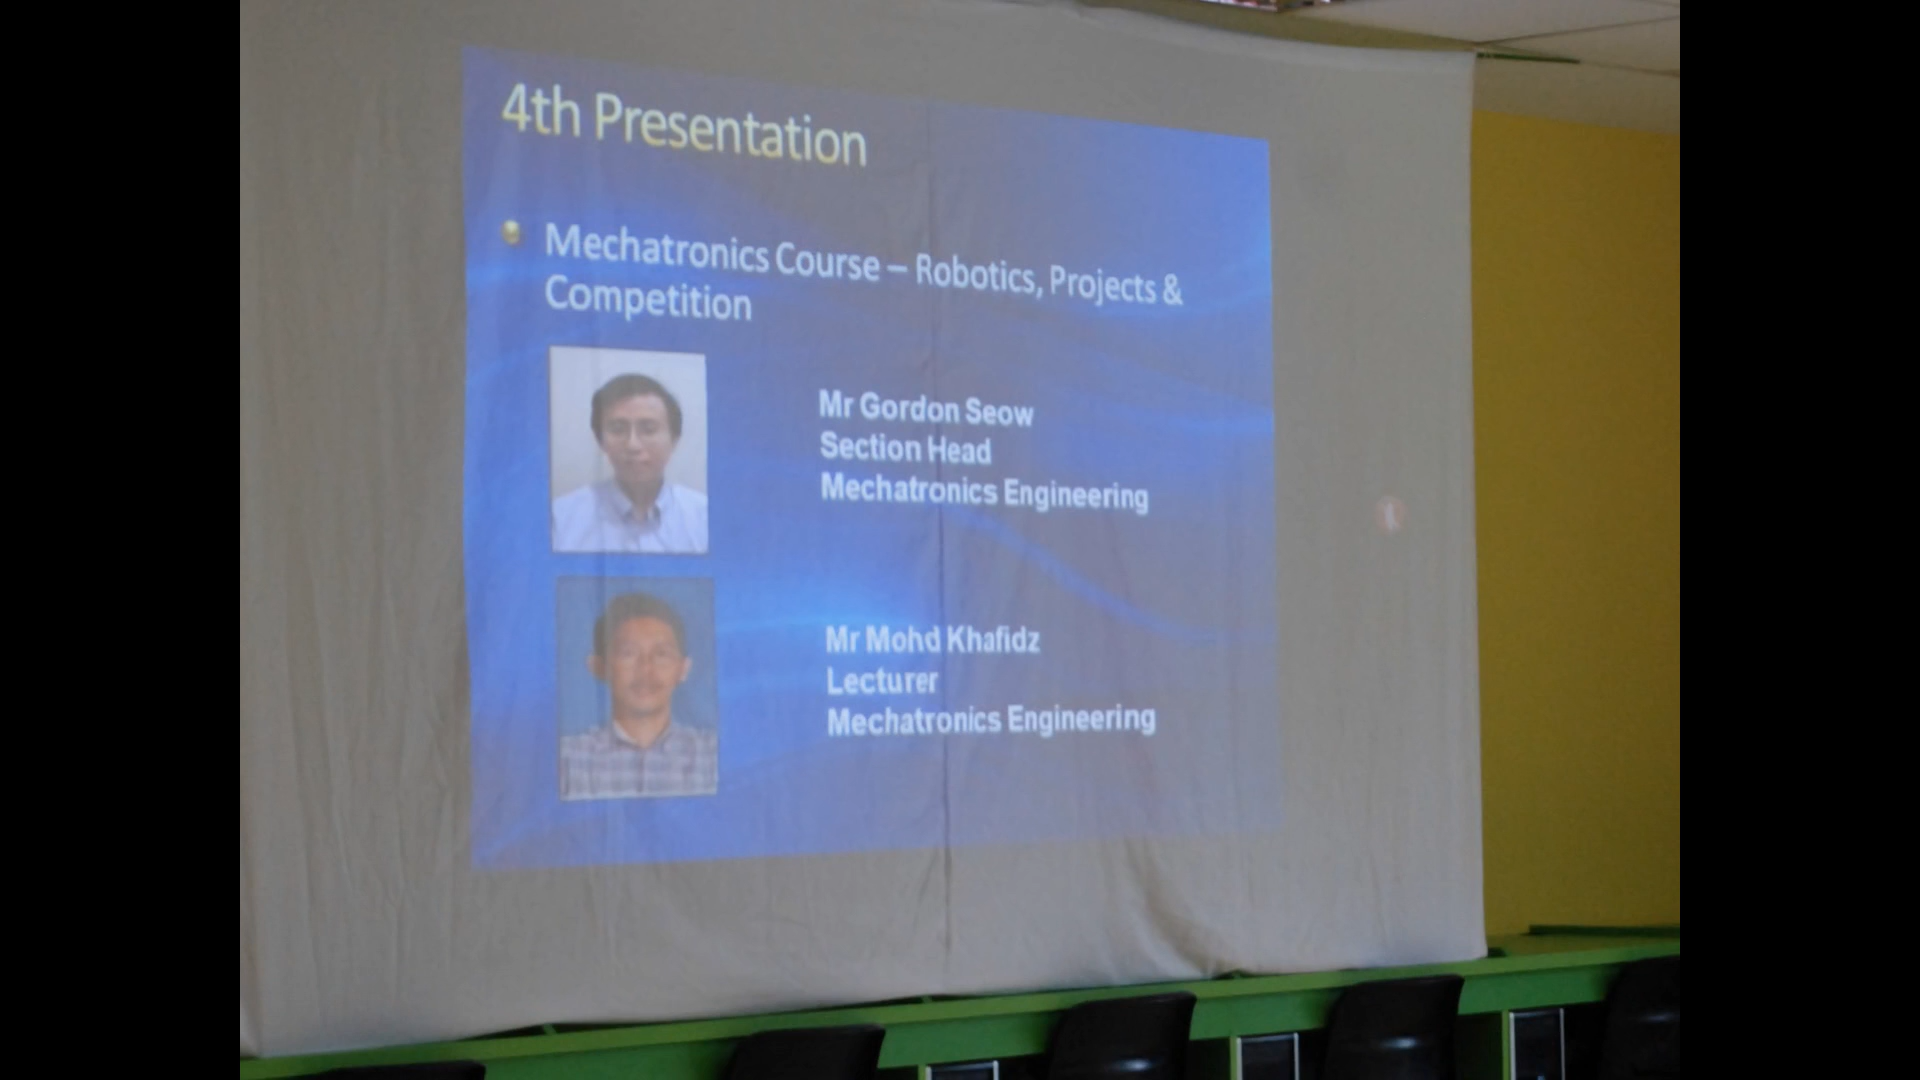 4th Presentation
Mechatronics Course – Robotics, Projects &
Competition
Mr Gordon Seow
Section Head
Mechatronics Engineering
Mr Mohd Khafidz
Lecturer
Mechatronics Engineering